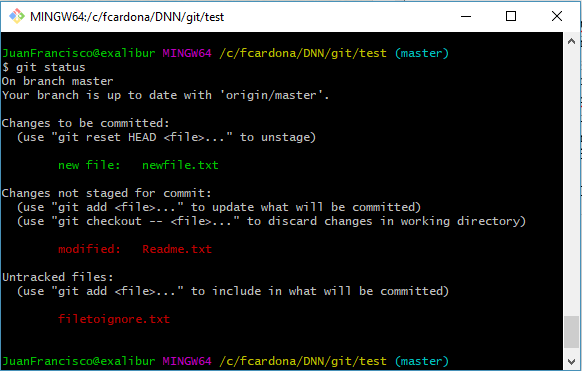 MINGW64:/c/fcardona/DNN/git/test
JuanFrancisco@exalibur MINGW64 /c/fcardona/DNN/git/test (master)
$ git status
On branch master
Your branch is up to date with 'origin/master'.
Changes to be committed:
(use "git reset HEAD <file>..." to unstage)
new file:   newfile.txt
Changes not staged for commit:
(use "git add <file>..." to update what will be committed)
(use "git checkout -- <file>..." to discard changes in working directory)
modified:   Readme.txt
Untracked files:
(use "git add <file>..." to include in what will be committed)
filetoignore.txt
JuanFrancisco@exalibur MINGW64 /c/fcardona/DNN/git/test (master)